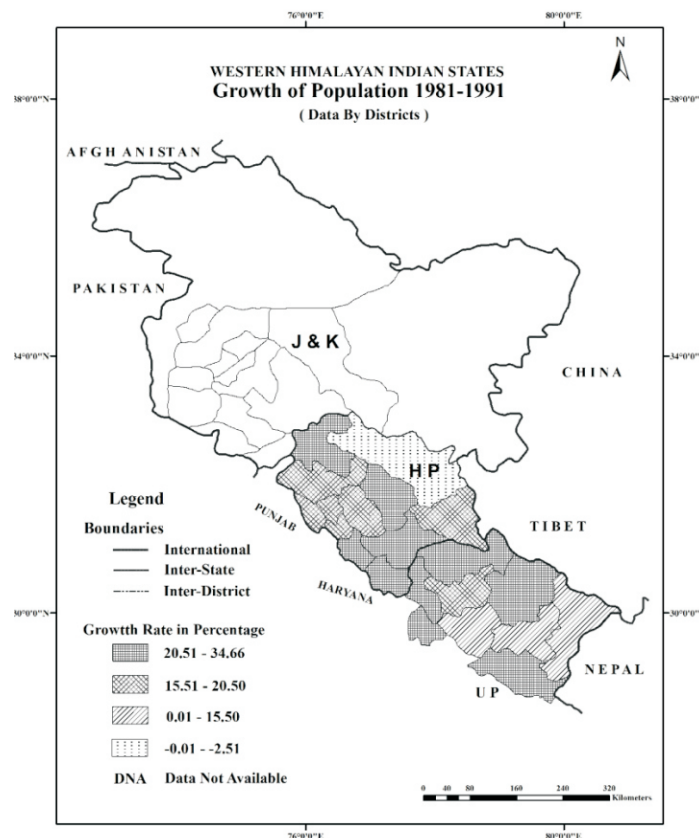 76°0'0"E 80°0'0"E
N
WESTERN HIMALAYAN INDIAN STATES
Growth of Population 1981-1991
( Data By Districts )
38°0'0"N 38°0'0"N
AFGHANISTAN
PAKISTAN
J & K
34°0'0"N 34°0'0"N
CHINA
HP
Legend
PUNJAB
Boundaries
TIBET
International
Inter-State
Inter-District
HARYANA
30°0'0"N 30°0'0"N
Growtth Rate in Percentage
20.51 - 34.66
NEPAL
15.51 - 20.50
UP
0.01 - 15.50
-0.01 - -2.51
DNA Data Not Available
0 40 80 160 240 320
Kilometers
76°0'0"E 80°0'0"E